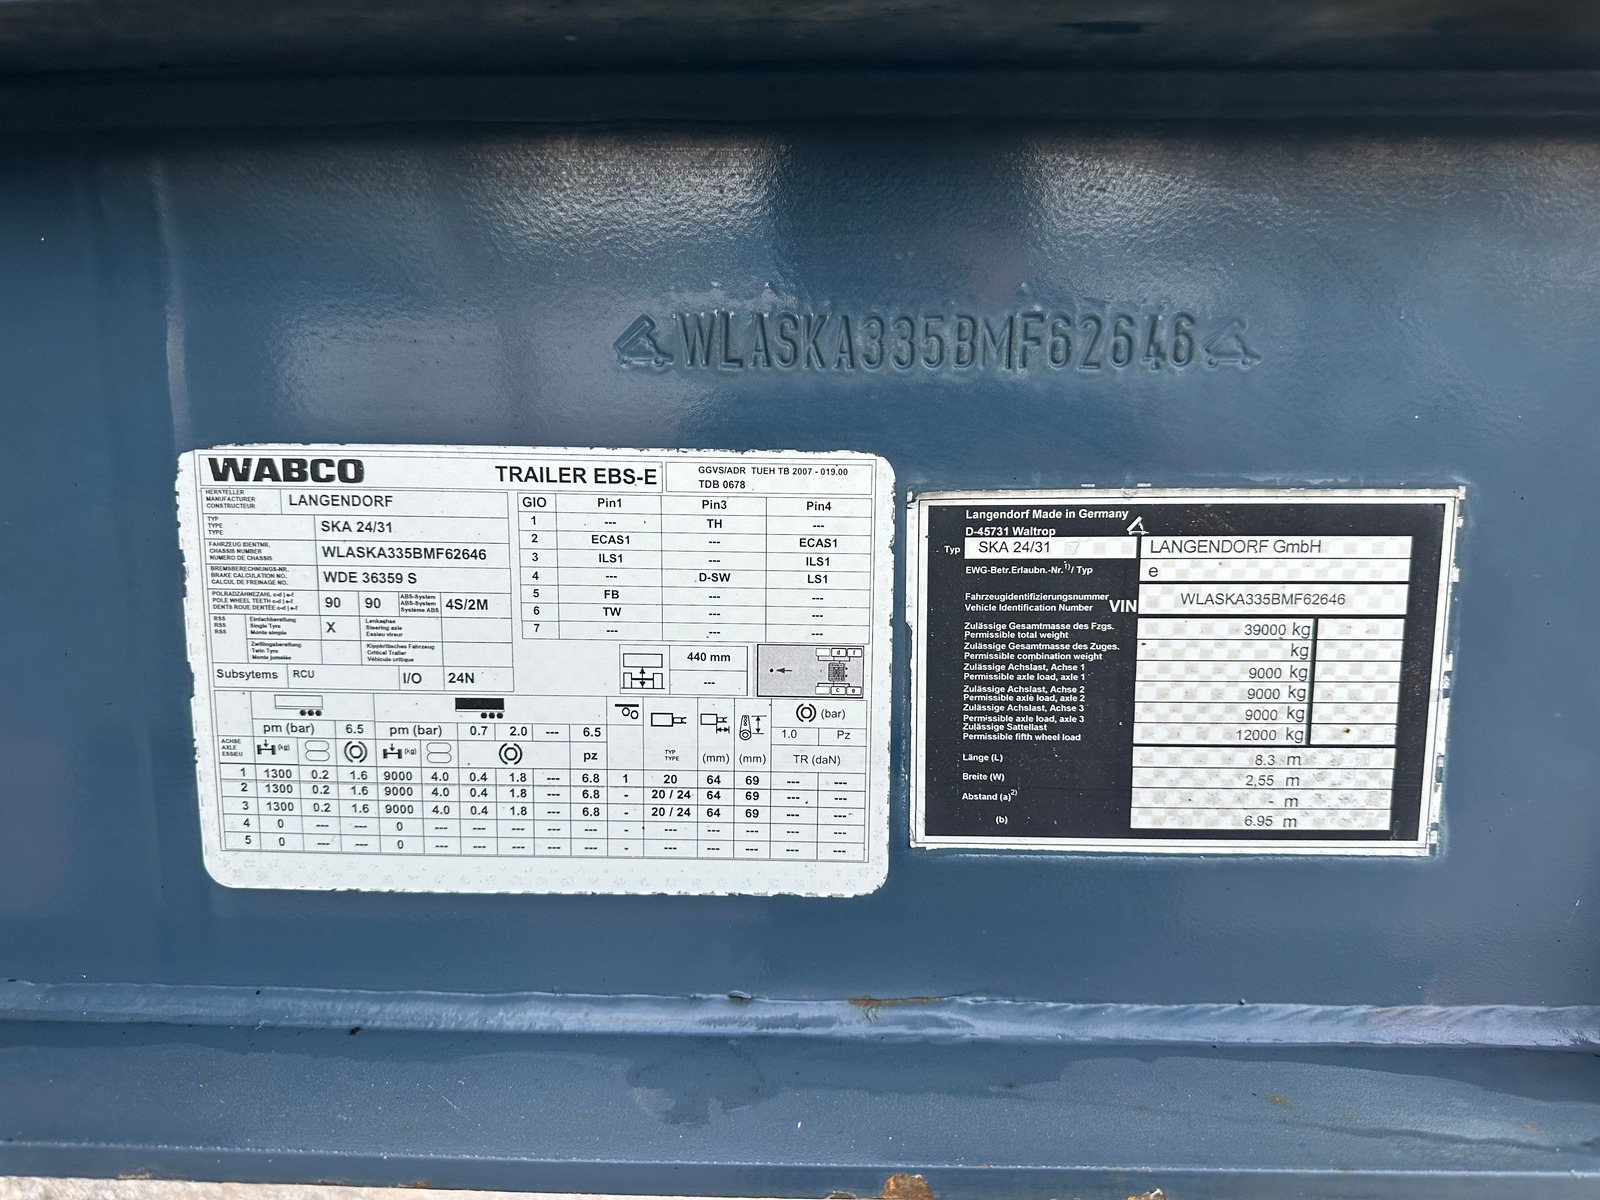 WLASKA335BMF62646
WABCO TRAILER EBS-E GGVS/ADR TUEH TB 2007 - 019.00
TDB 0678
HERSTELLER
MANUFACTURER
CONSTRUCTEUR
LANGENDORF
TYP
TYPE
TYPE
SKA 24/31
FAHRZEUG IDENTNR.
CHASSIS NUMBER
NUMERO DE CHASSIS
WLASKA335BMF62646
BREMSBERECHNUNGS-NR.
BRAKE CALCULATION NO.
CALCUL DE FREINAGE NO.
WDE 36359 S
POLRADZÄHNEZAHL c-d | e-f
POLE WHEEL TEETH c-d | e-f
DENTS ROUE DENTÉE c-d | e-f
90 90
ABS-System
ABS-System
Système ABS
4S/2M
RSS Einfachbereifung
RSS Single Tyre
RSS Monte simple
X
Lenkachse
Steering axle
Essieu vireur
Zwillingsbereifung
Twin Tyre
Monte jumelée
Kippkritisches Fahrzeug
Critical Trailer
Véhicule critique
Subsytems RCU I/O 24N
GIO Pin1 Pin3 Pin4
1 --- TH ---
2 ECAS1 ECAS1
3 ILS1 ILS1
4 --- D-SW LS1
5 FB --- ---
6 TW --- ---
7 --- --- ---
440 mm
---
d f
c e
pm (bar) 6.5 pm (bar) 0.7 2.0 --- 6.5 (bar)
1.0 Pz
ACHSE
AXLE
ESSIEU
(kg) (kg) pz TYP
TYPE
(mm) (mm) TR (daN)
1 1300 0.2 1.6 9000 4.0 0.4 1.8 --- 6.8 1 20 64 69 --- ---
2 1300 0.2 1.6 9000 4.0 0.4 1.8 --- 6.8 - 20 / 24 64 69 --- ---
3 1300 0.2 1.6 9000 4.0 0.4 1.8 --- 6.8 - 20 / 24 64 69 --- ---
4 0 --- --- 0 --- --- --- --- --- - --- --- --- --- ---
5 0 --- --- 0 --- --- --- --- --- - --- --- --- --- ---
Langendorf Made in Germany
D-45731 Waltrop
Typ SKA 24/31 LANGENDORF GmbH
EWG-Betr.Erlaubn.-Nr.1)/ Typ e
Fahrzeugidentifizierungsnummer
Vehicle Identification Number VIN WLASKA335BMF62646
Zulässige Gesamtmasse des Fzgs.
Permissible total weight 39000 kg
Zulässige Gesamtmasse des Zuges.
Permissible combination weight kg
Zulässige Achslast, Achse 1
Permissible axle load, axle 1 9000 kg
Zulässige Achslast, Achse 2
Permissible axle load, axle 2 9000 kg
Zulässige Achslast, Achse 3
Permissible axle load, axle 3 9000 kg
Zulässige Sattellast
Permissible fifth wheel load 12000 kg
Länge (L) 8.3 m
Breite (W) 2,55 m
Abstand (a)2) - m
(b) 6.95 m